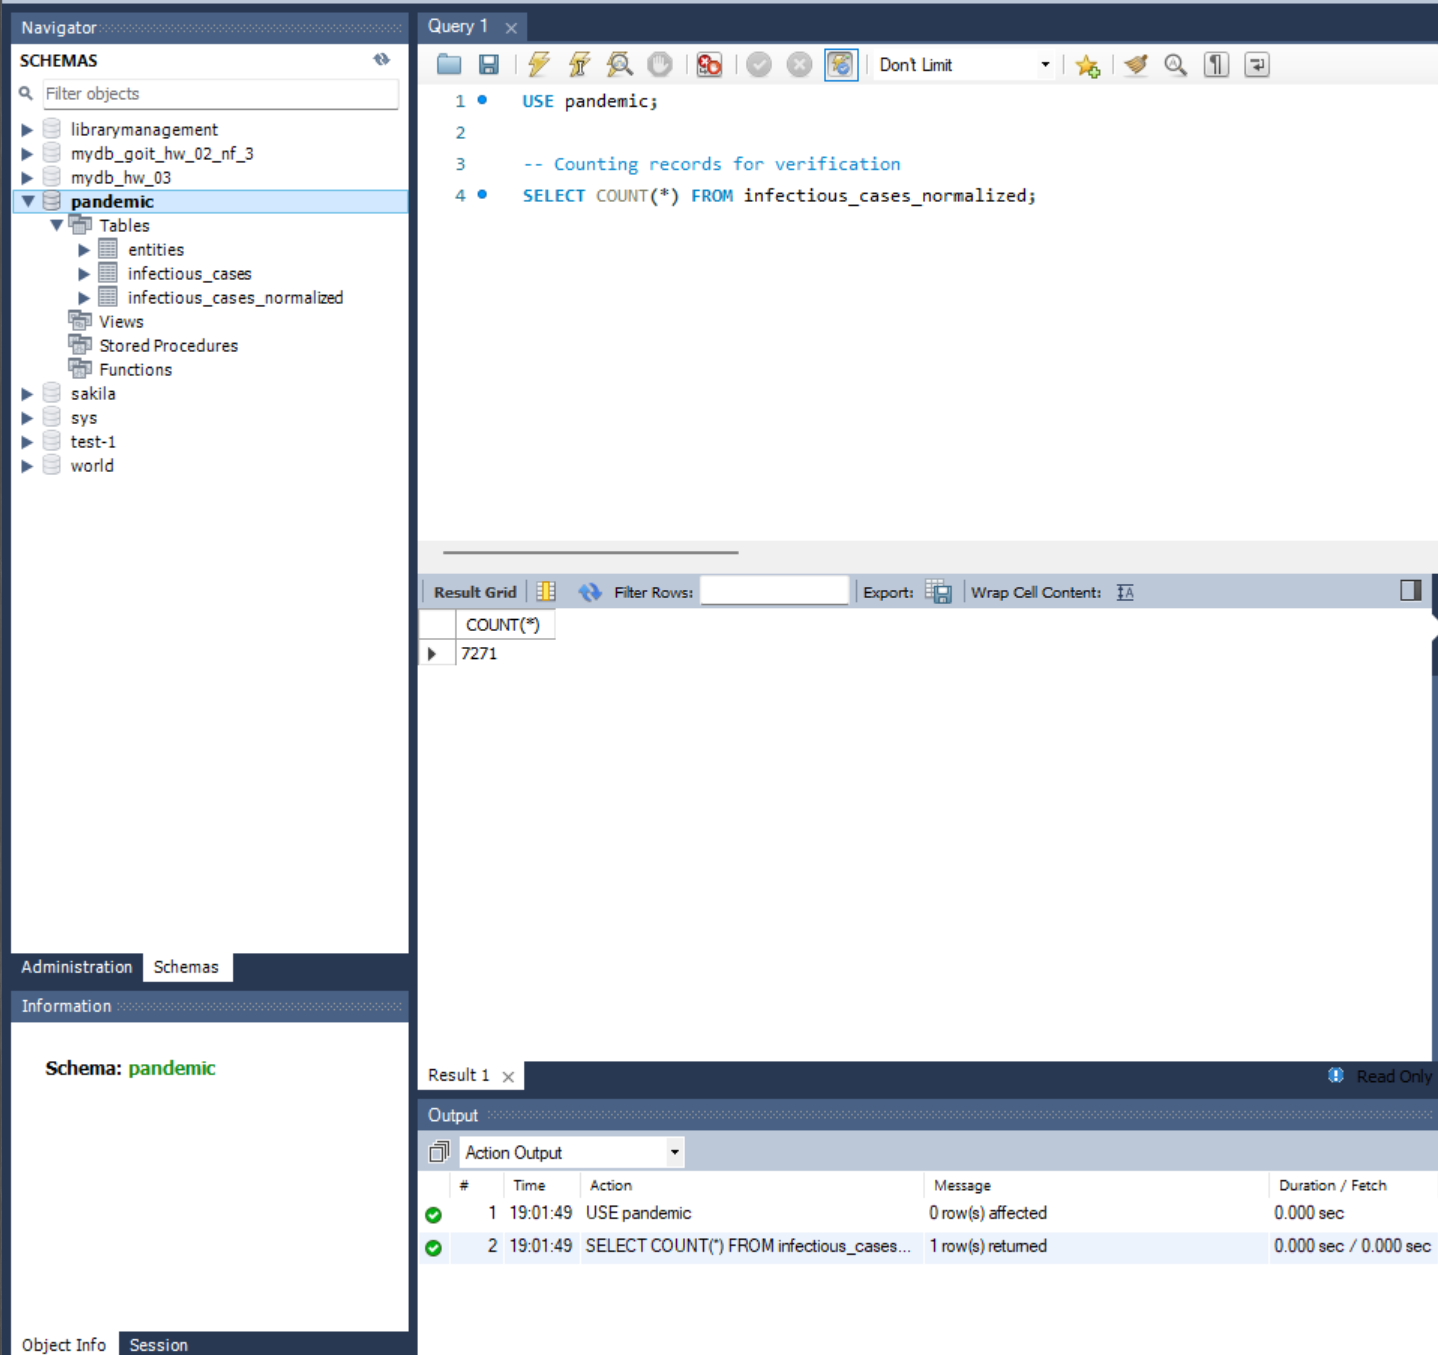 Navigator
SCHEMAS
Filter objects
librarymanagement
mydb_goit_hw_02_nf_3
mydb_hw_03
pandemic
Tables
entities
infectious_cases
infectious_cases_normalized
Views
Stored Procedures
Functions
sakila
sys
test-1
world
Administration Schemas
Information
Schema: pandemic
Object Info Session
Query 1
Don't Limit
1 USE pandemic;
2
3 -- Counting records for verification
4 SELECT COUNT(*) FROM infectious_cases_normalized;
Result Grid Filter Rows: Export: Wrap Cell Content:
COUNT(*)
7271
Result 1 Read Only
Output
Action Output
# Time Action Message Duration / Fetch
1 19:01:49 USE pandemic 0 row(s) affected 0.000 sec
2 19:01:49 SELECT COUNT(*) FROM infectious_cases... 1 row(s) returned 0.000 sec / 0.000 sec